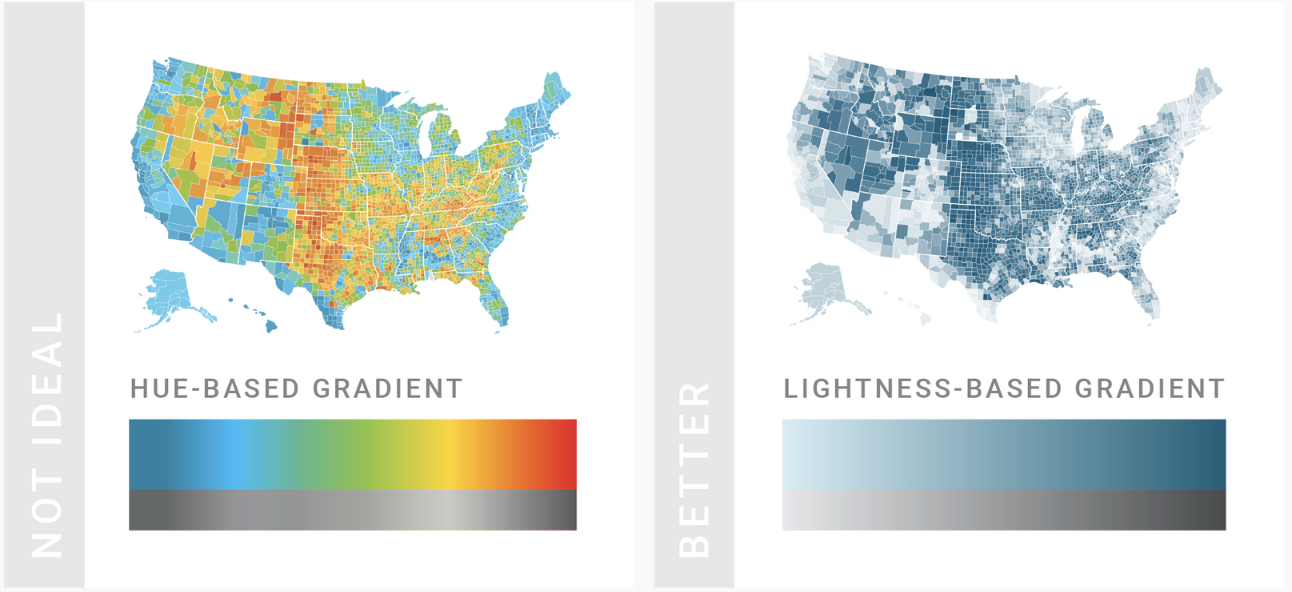 NOT IDEAL
HUE-BASED GRADIENT
BETTER
LIGHTNESS-BASED GRADIENT